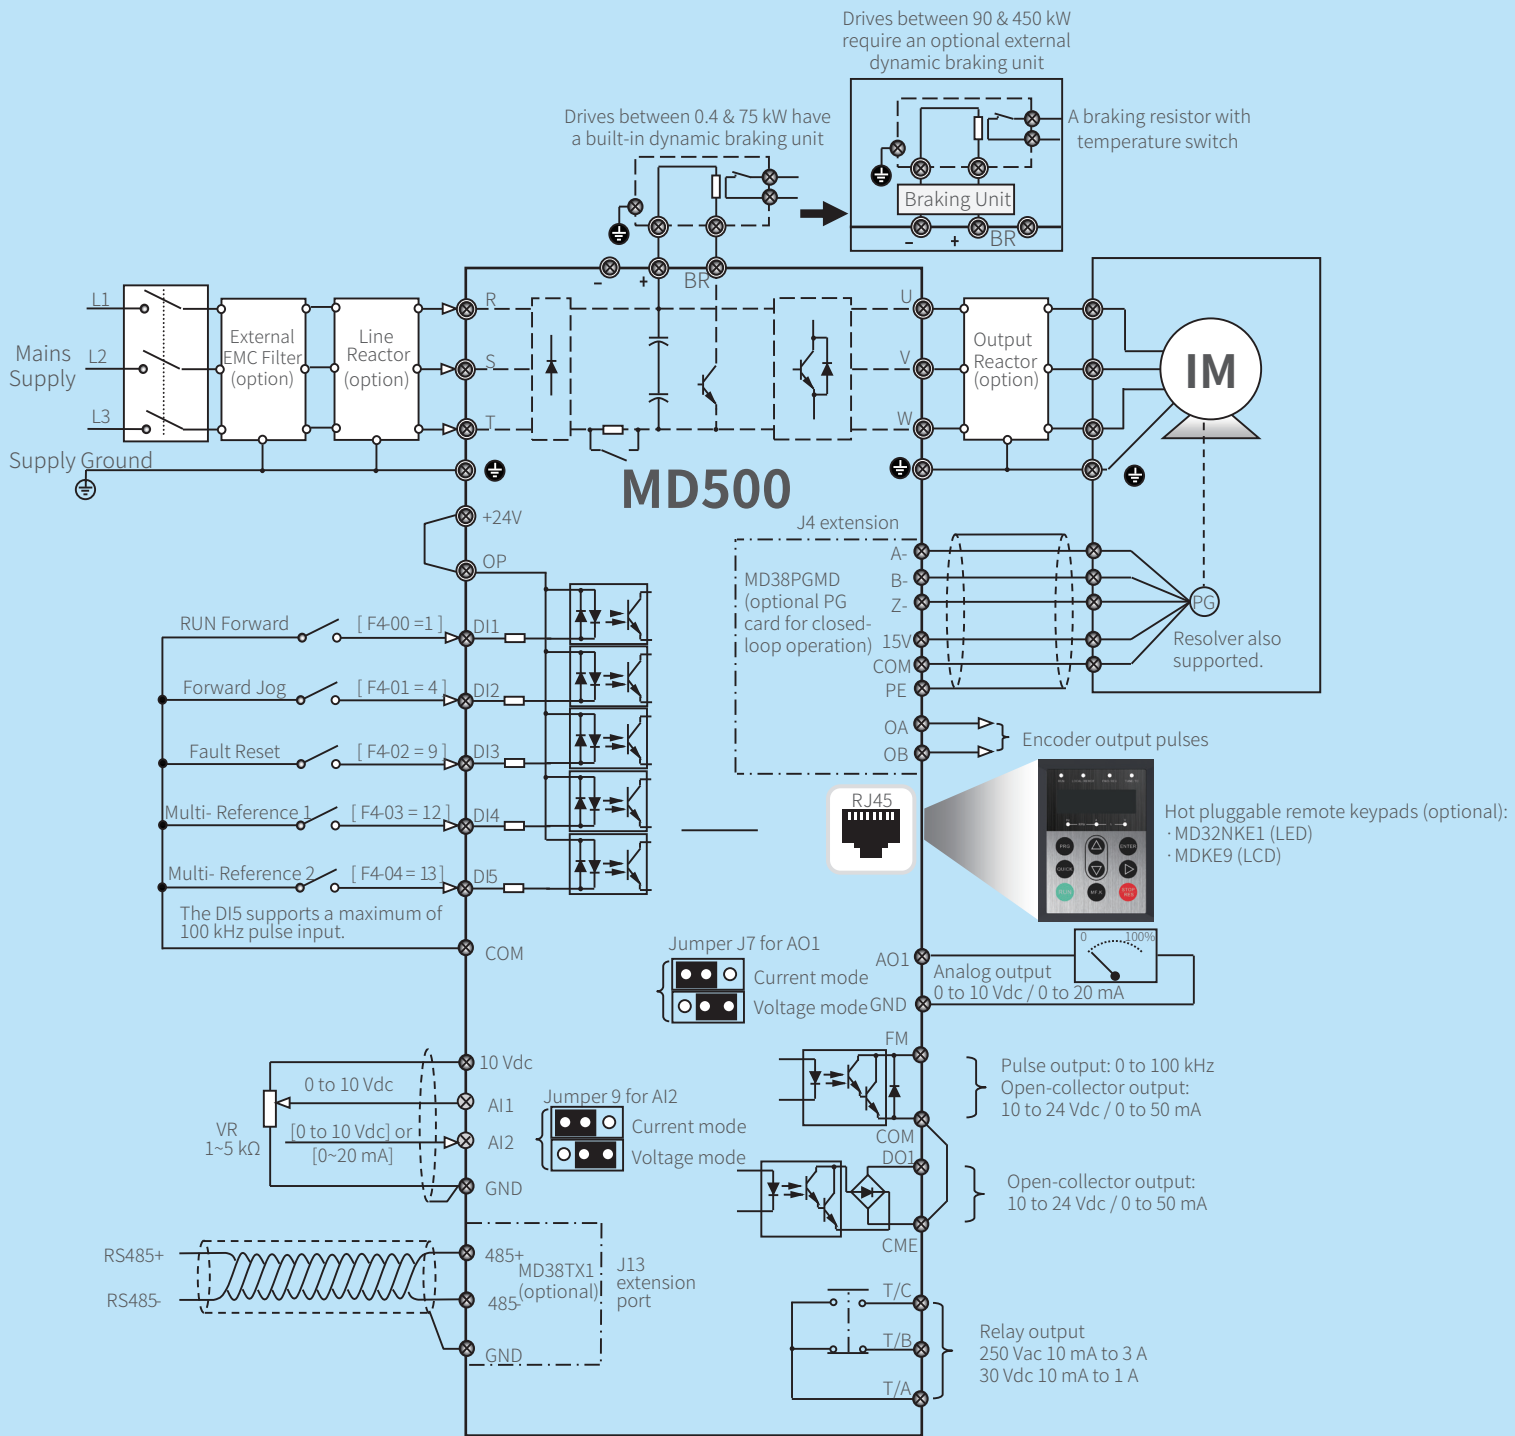 Drives between 90 & 450 kW
require an optional external
dynamic braking unit
Drives between 0.4 & 75 kW have
a built-in dynamic braking unit
A braking resistor with
temperature switch
Braking Unit
–
+
BR
–
+
BR
L1
L2
L3
Mains
Supply
Supply Ground
External
EMC Filter
(option)
Line
Reactor
(option)
R
S
T
U
V
W
Output
Reactor
(option)
IM
MD500
+24V
OP
J4 extension
MD38PGMD
(optional PG
card for closed-
loop operation)
A-
B-
Z-
15V
COM
PE
OA
OB
PG
Resolver also
supported.
Encoder output pulses
RUN Forward
[ F4-00 =1 ]
DI1
Forward Jog
[ F4-01 = 4 ]
DI2
Fault Reset
[ F4-02 = 9 ]
DI3
Multi- Reference 1
[ F4-03 = 12 ]
DI4
Multi- Reference 2
[ F4-04 = 13]
DI5
The DI5 supports a maximum of
100 kHz pulse input.
COM
RJ45
PRG
ENTER
QUICK
RUN
MF.K
STOP
RES
Hot pluggable remote keypads (optional):
· MD32NKE1 (LED)
· MDKE9 (LCD)
Jumper J7 for AO1
Current mode
Voltage mode
AO1
GND
0
100%
Analog output
0 to 10 Vdc / 0 to 20 mA
FM
COM
Pulse output: 0 to 100 kHz
Open-collector output:
10 to 24 Vdc / 0 to 50 mA
10 Vdc
0 to 10 Vdc
AI1
VR
1~5 kΩ
[0 to 10 Vdc] or
[0~20 mA]
AI2
GND
Jumper 9 for AI2
Current mode
Voltage mode
DO1
CME
Open-collector output:
10 to 24 Vdc / 0 to 50 mA
RS485+
RS485-
485+
485-
GND
MD38TX1
(optional)
J13
extension
port
T/C
T/B
T/A
Relay output
250 Vac 10 mA to 3 A
30 Vdc 10 mA to 1 A